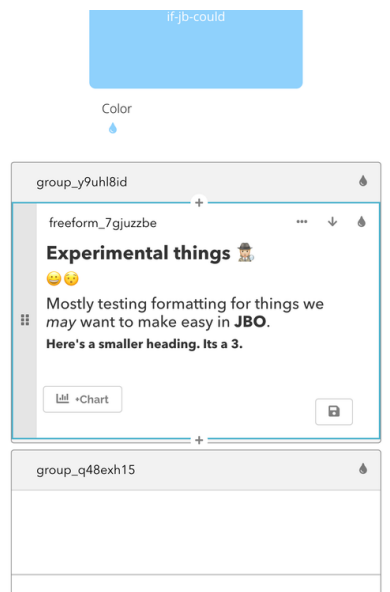 if-jb-could
Color
group_y9uhl8id
freeform_7gjuzzbe
Experimental things 🕵🏼‍♂️
😀😌
Mostly testing formatting for things we
may want to make easy in JBO.
Here's a smaller heading. Its a 3.
+Chart
group_q48exh15